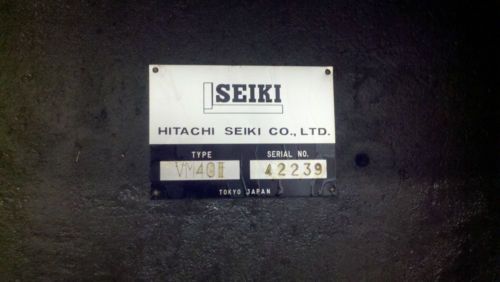 SEIKI
HITACHI SEIKI CO., LTD.
TYPE SERIAL NO.
VM40II 42239
TOKYO JAPAN